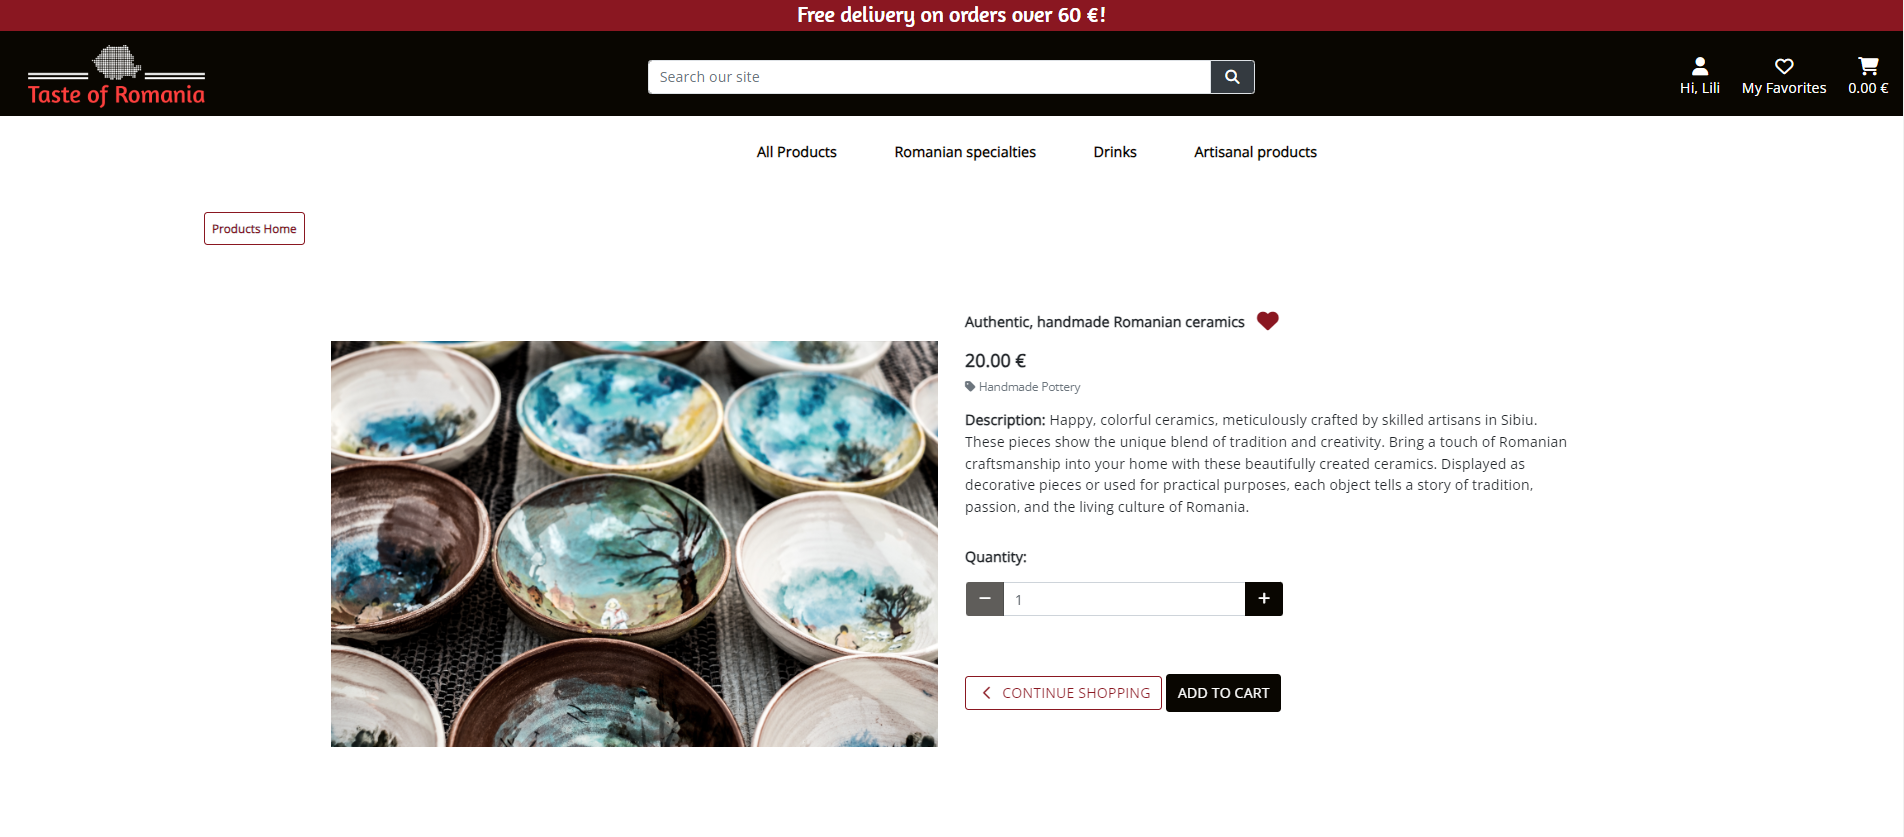 Free delivery on orders over 60 €!
Taste of Romania
Search our site
Hi, Lili
My Favorites
0.00 €
All Products
Romanian specialties
Drinks
Artisanal products
Products Home
Authentic, handmade Romanian ceramics
20.00 €
Handmade Pottery
Description: Happy, colorful ceramics, meticulously crafted by skilled artisans in Sibiu.
These pieces show the unique blend of tradition and creativity. Bring a touch of Romanian
craftsmanship into your home with these beautifully created ceramics. Displayed as
decorative pieces or used for practical purposes, each object tells a story of tradition,
passion, and the living culture of Romania.
Quantity:
1
CONTINUE SHOPPING
ADD TO CART